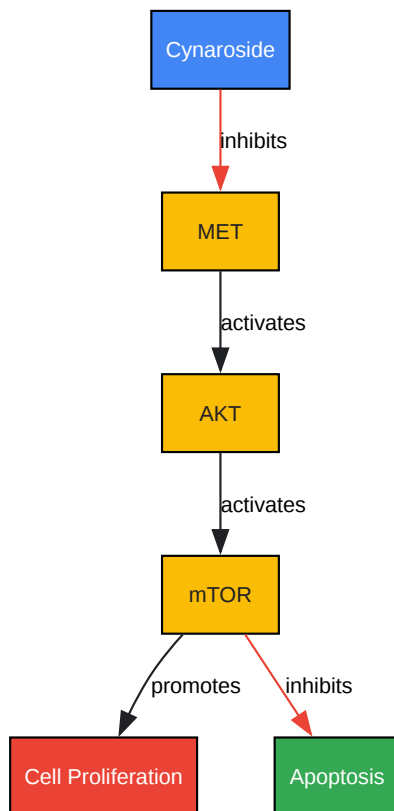 Cynaroside
inhibits
MET
activates
AKT
activates
mTOR
promotes
inhibits
Cell Proliferation
Apoptosis